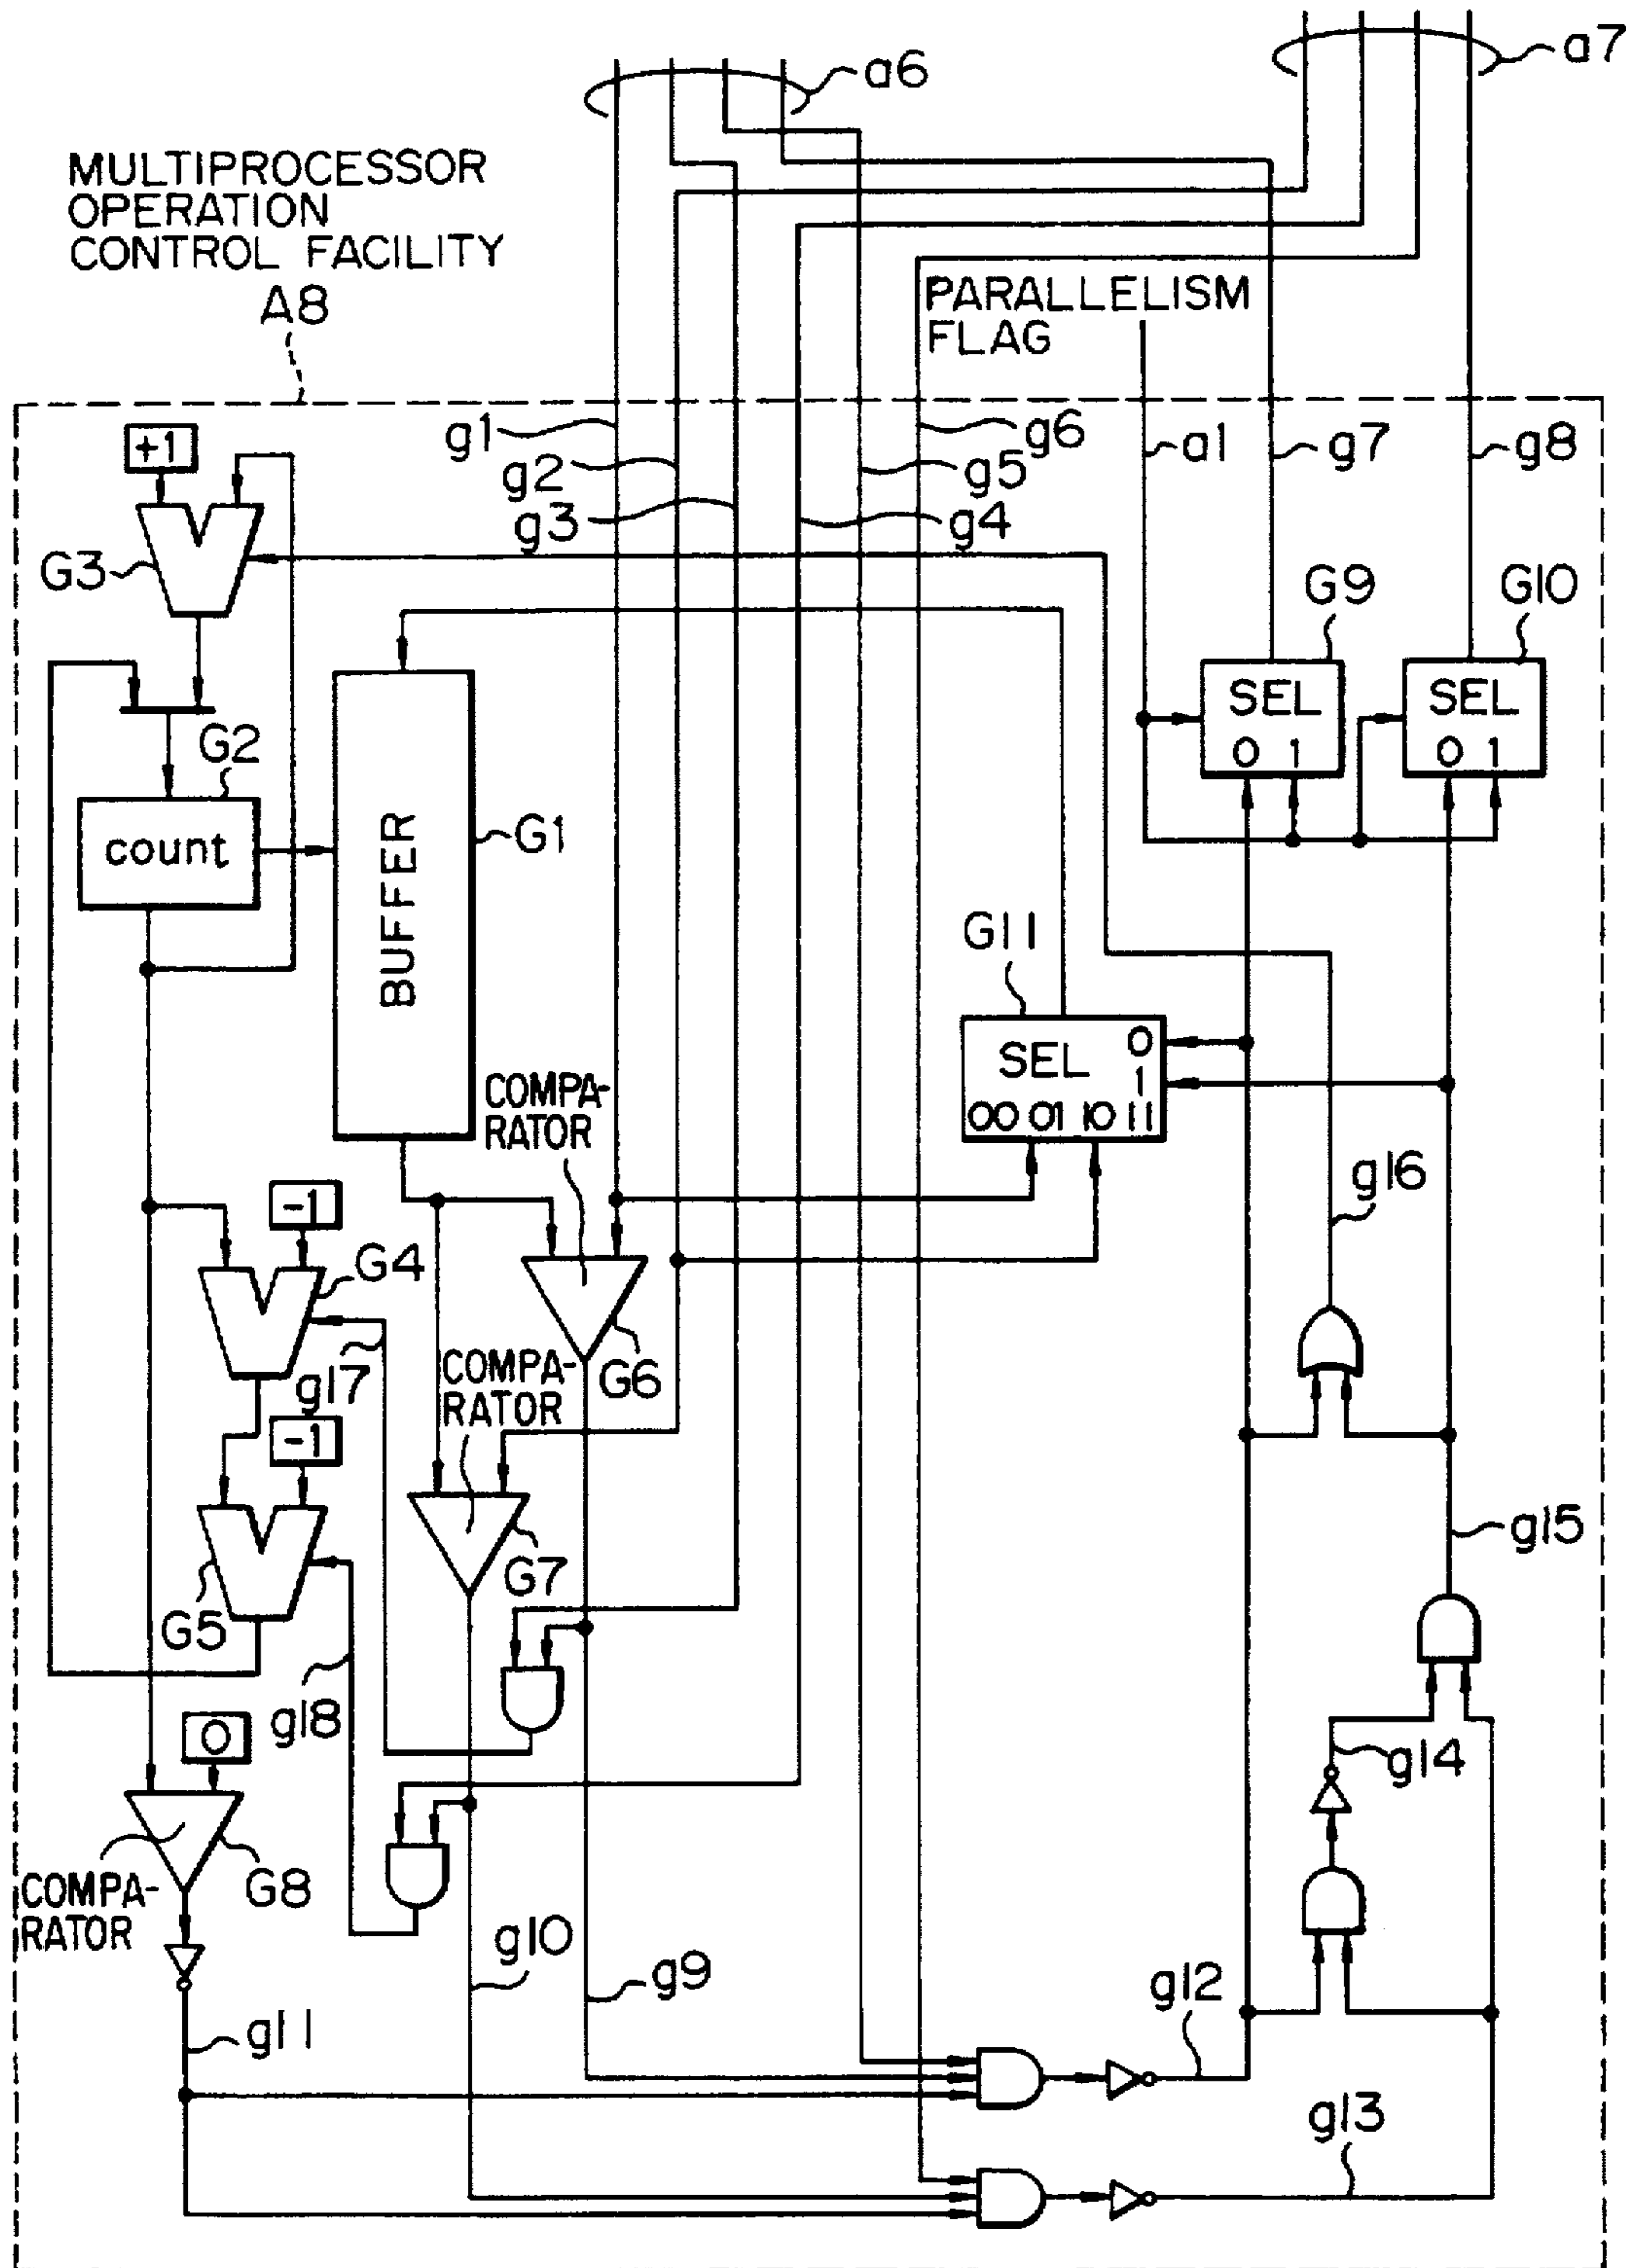 a6
a7
MULTIPROCESSOR
OPERATION
CONTROL FACILITY
A8
PARALLELISM
FLAG
+1
g1
g2
g3
g6
g5
g4
a1
g7
g8
G3
G9
G10
SEL
0 1
SEL
0 1
G2
count
BUFFER
G1
G11
SEL 0
1
00 01 10 11
COMPA-
RATOR
g16
-1
G4
G6
g17
COMPA-
RATOR
-1
G5
G7
g15
g18
0
g14
COMPA-
RATOR
G8
g10
g9
g12
g11
g13